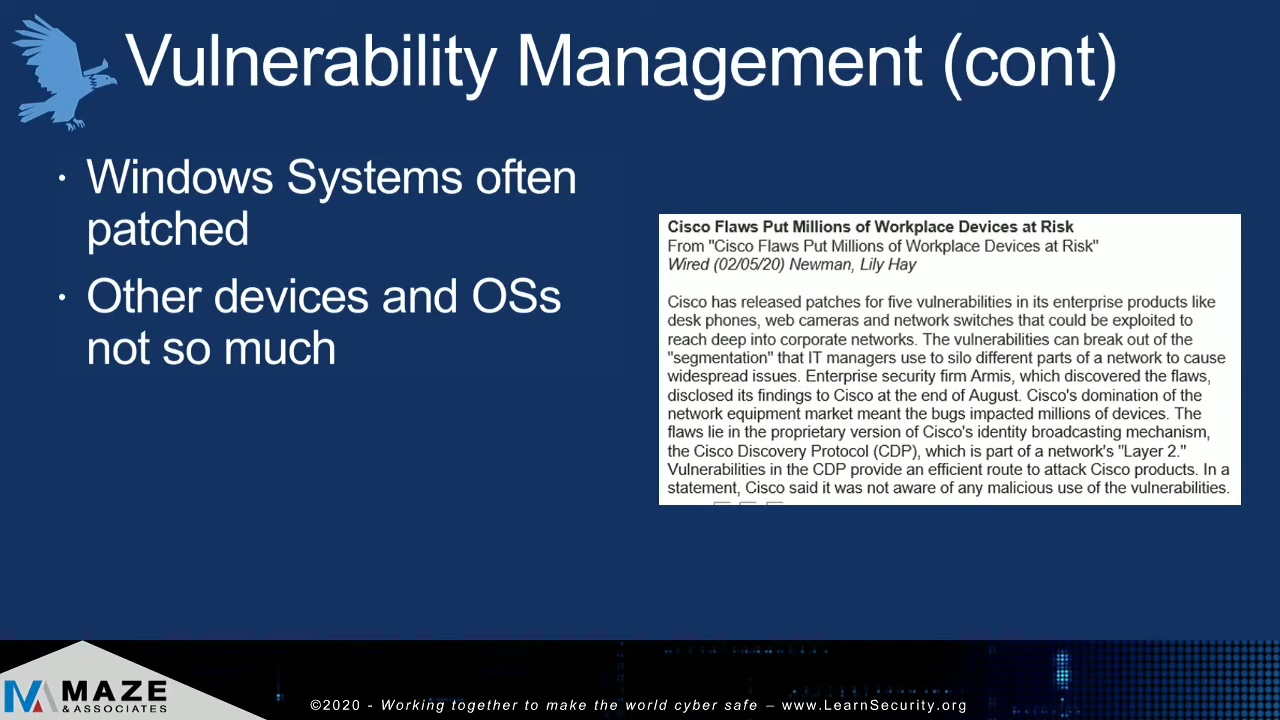 Vulnerability Management (cont)
· Windows Systems often
patched
· Other devices and OSs
not so much
Cisco Flaws Put Millions of Workplace Devices at Risk
From "Cisco Flaws Put Millions of Workplace Devices at Risk"
Wired (02/05/20) Newman, Lily Hay
Cisco has released patches for five vulnerabilities in its enterprise products like
desk phones, web cameras and network switches that could be exploited to
reach deep into corporate networks. The vulnerabilities can break out of the
"segmentation" that IT managers use to silo different parts of a network to cause
widespread issues. Enterprise security firm Armis, which discovered the flaws,
disclosed its findings to Cisco at the end of August. Cisco's domination of the
network equipment market meant the bugs impacted millions of devices. The
flaws lie in the proprietary version of Cisco's identity broadcasting mechanism,
the Cisco Discovery Protocol (CDP), which is part of a network's "Layer 2."
Vulnerabilities in the CDP provide an efficient route to attack Cisco products. In a
statement, Cisco said it was not aware of any malicious use of the vulnerabilities.
MAZE
& ASSOCIATES
©2020 - Working together to make the world cyber safe – www.LearnSecurity.org